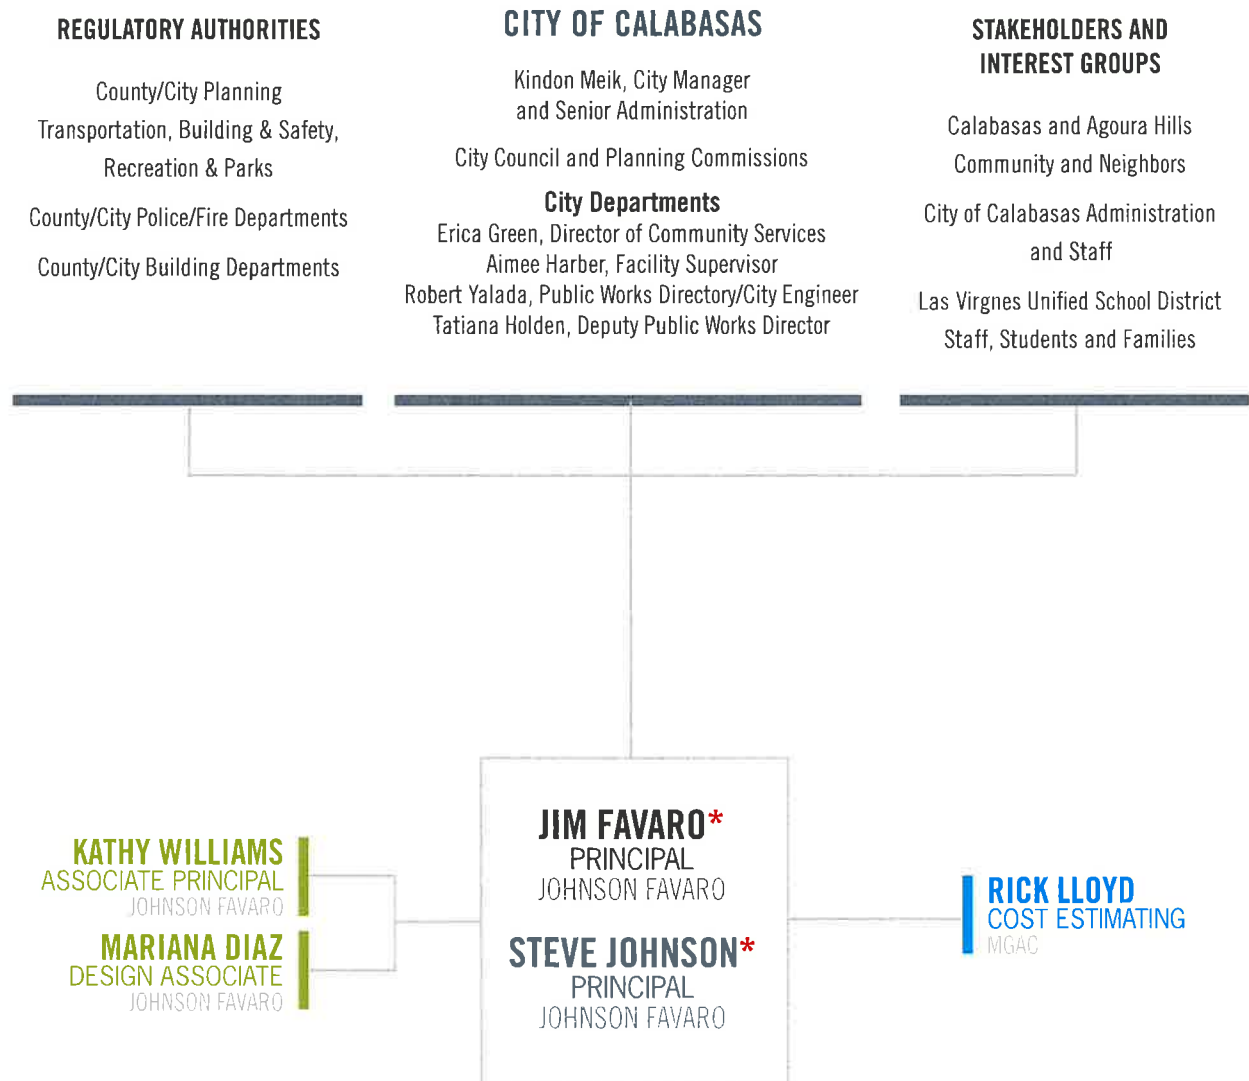 REGULATORY AUTHORITIES
County/City Planning
Transportation, Building & Safety,
Recreation & Parks
County/City Police/Fire Departments
County/City Building Departments
CITY OF CALABASAS
Kindon Meik, City Manager
and Senior Administration
City Council and Planning Commissions
City Departments
Erica Green, Director of Community Services
Aimee Harber, Facility Supervisor
Robert Yalada, Public Works Directory/City Engineer
Tatiana Holden, Deputy Public Works Director
STAKEHOLDERS AND
INTEREST GROUPS
Calabasas and Agoura Hills
Community and Neighbors
City of Calabasas Administration
and Staff
Las Virgnes Unified School District
Staff, Students and Families
KATHY WILLIAMS
ASSOCIATE PRINCIPAL
JOHNSON FAVARO
MARIANA DIAZ
DESIGN ASSOCIATE
JOHNSON FAVARO
JIM FAVARO*
PRINCIPAL
JOHNSON FAVARO
STEVE JOHNSON*
PRINCIPAL
JOHNSON FAVARO
RICK LLOYD
COST ESTIMATING
MGAC